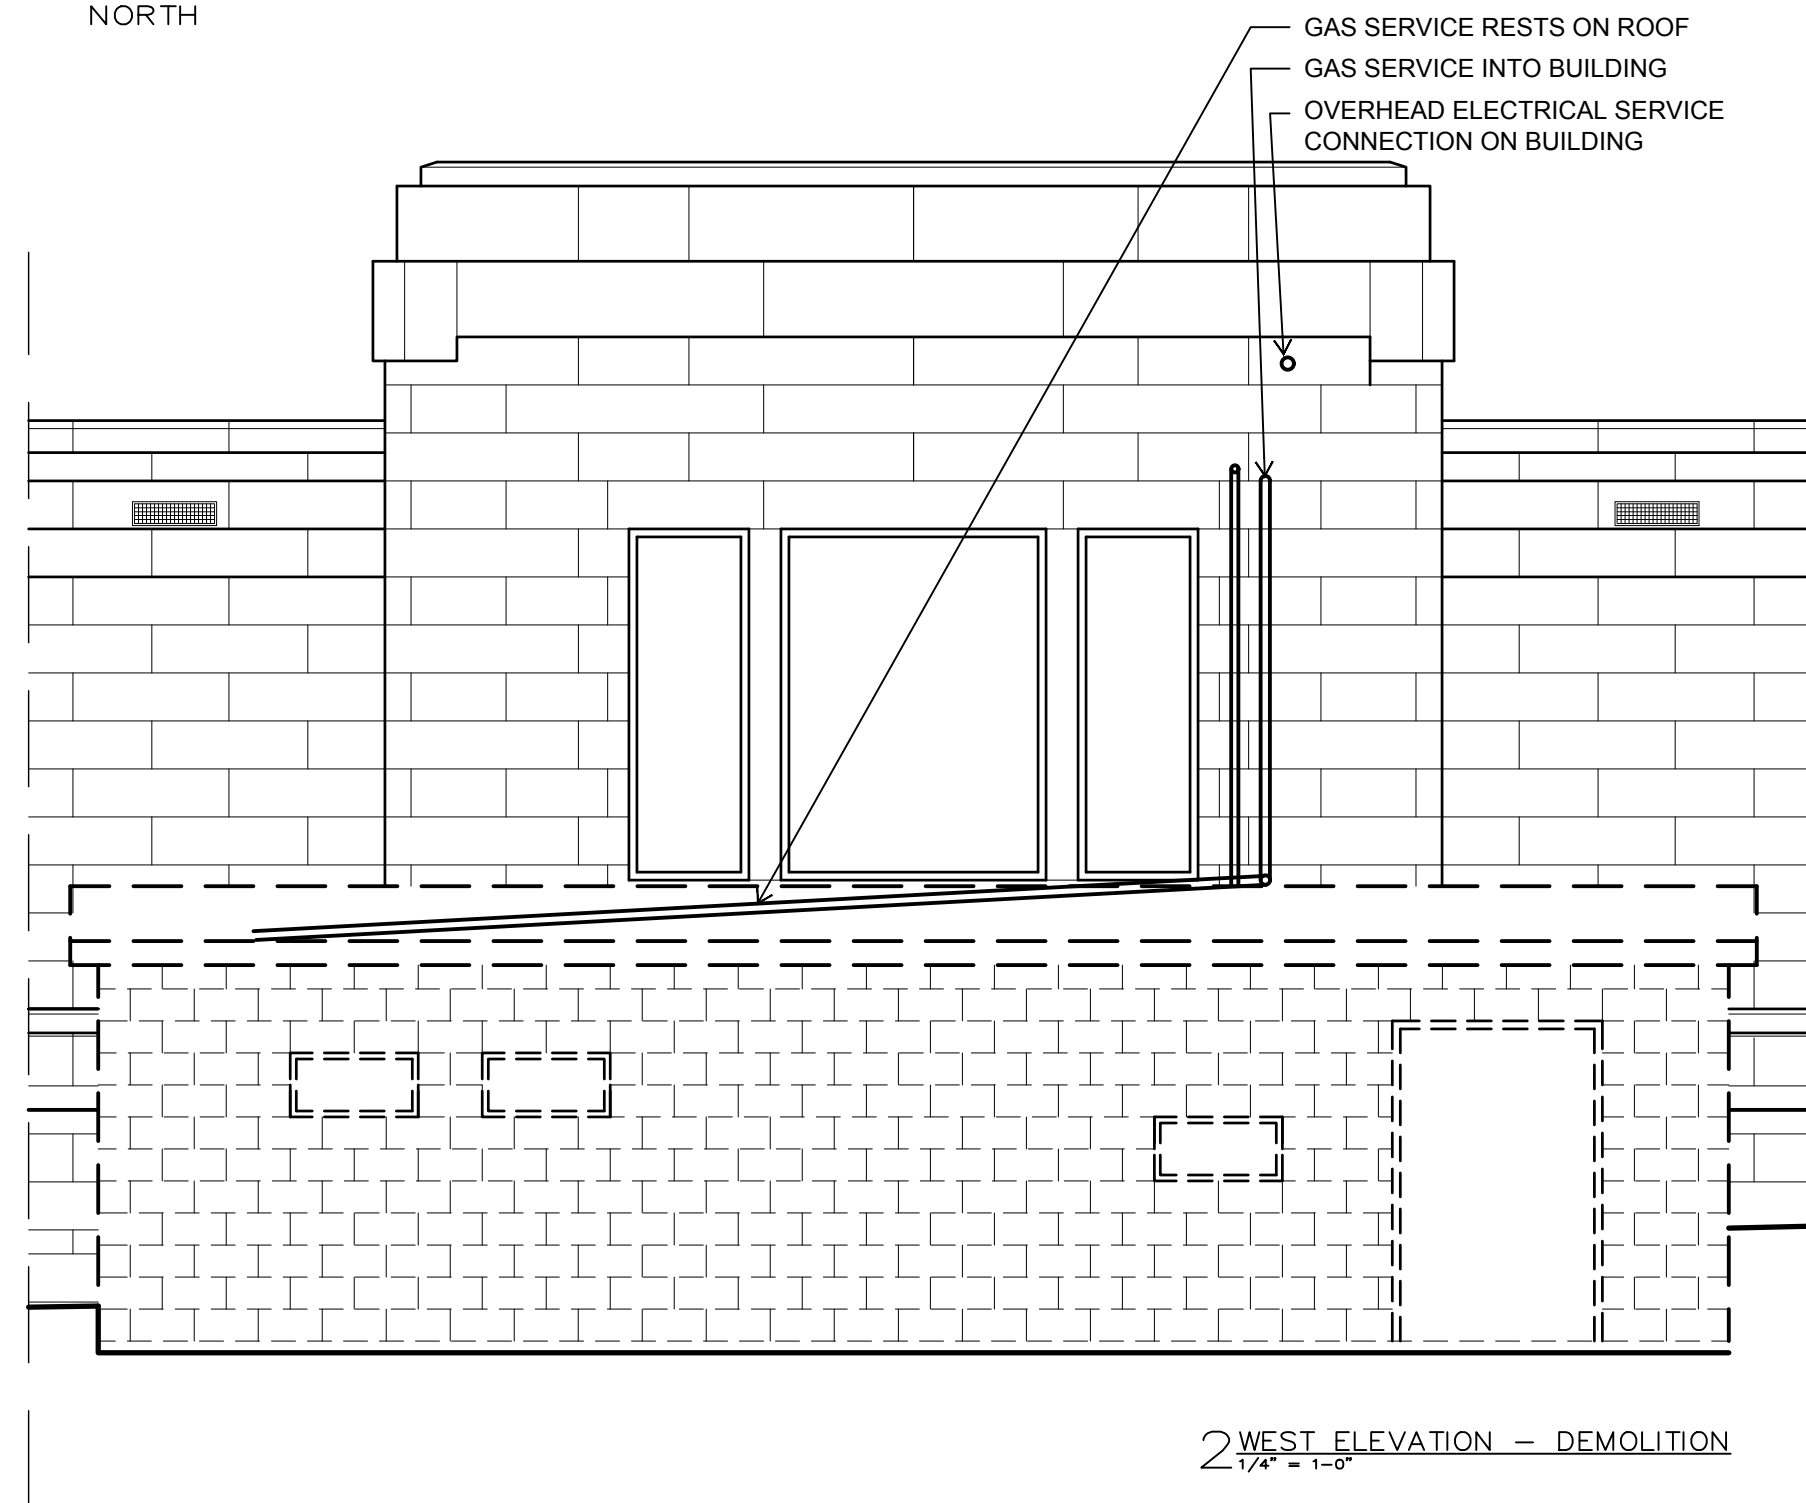 NORTH
GAS SERVICE RESTS ON ROOF
GAS SERVICE INTO BUILDING
OVERHEAD ELECTRICAL SERVICE
CONNECTION ON BUILDING
2 WEST ELEVATION – DEMOLITION
1/4" = 1-0"